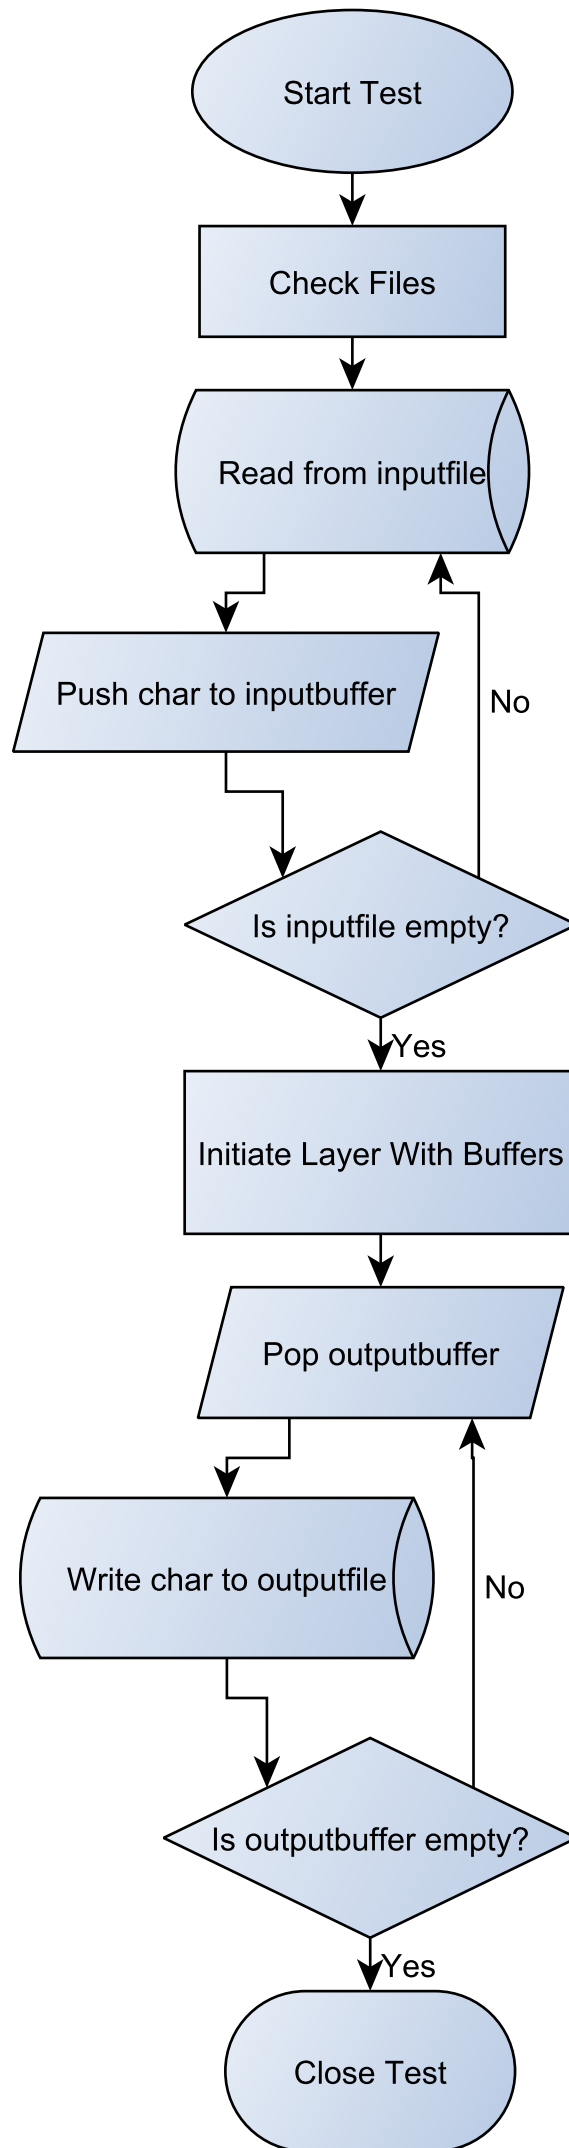 Start Test
Check Files
Read from inputfile
Push char to inputbuffer
No
Is inputfile empty?
Yes
Initiate Layer With Buffers
Pop outputbuffer
Write char to outputfile
No
Is outputbuffer empty?
Yes
Close Test